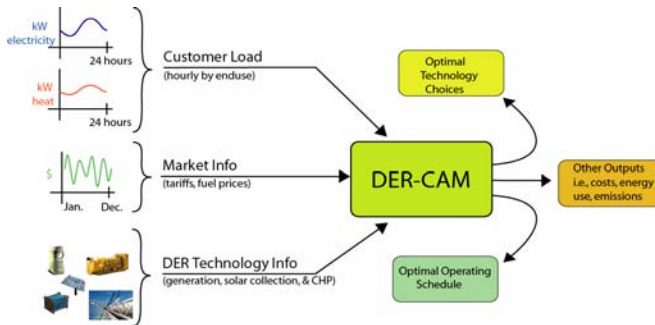 kW
electricity
24 hours
kW
heat
24 hours
Customer Load
(hourly by enduse)
$
Jan.
Dec.
Market Info
(tariffs, fuel prices)
DER Technology Info
(generation, solar collection, & CHP)
DER-CAM
Optimal
Technology
Choices
Other Outputs
i.e., costs, energy
use, emissions
Optimal Operating
Schedule